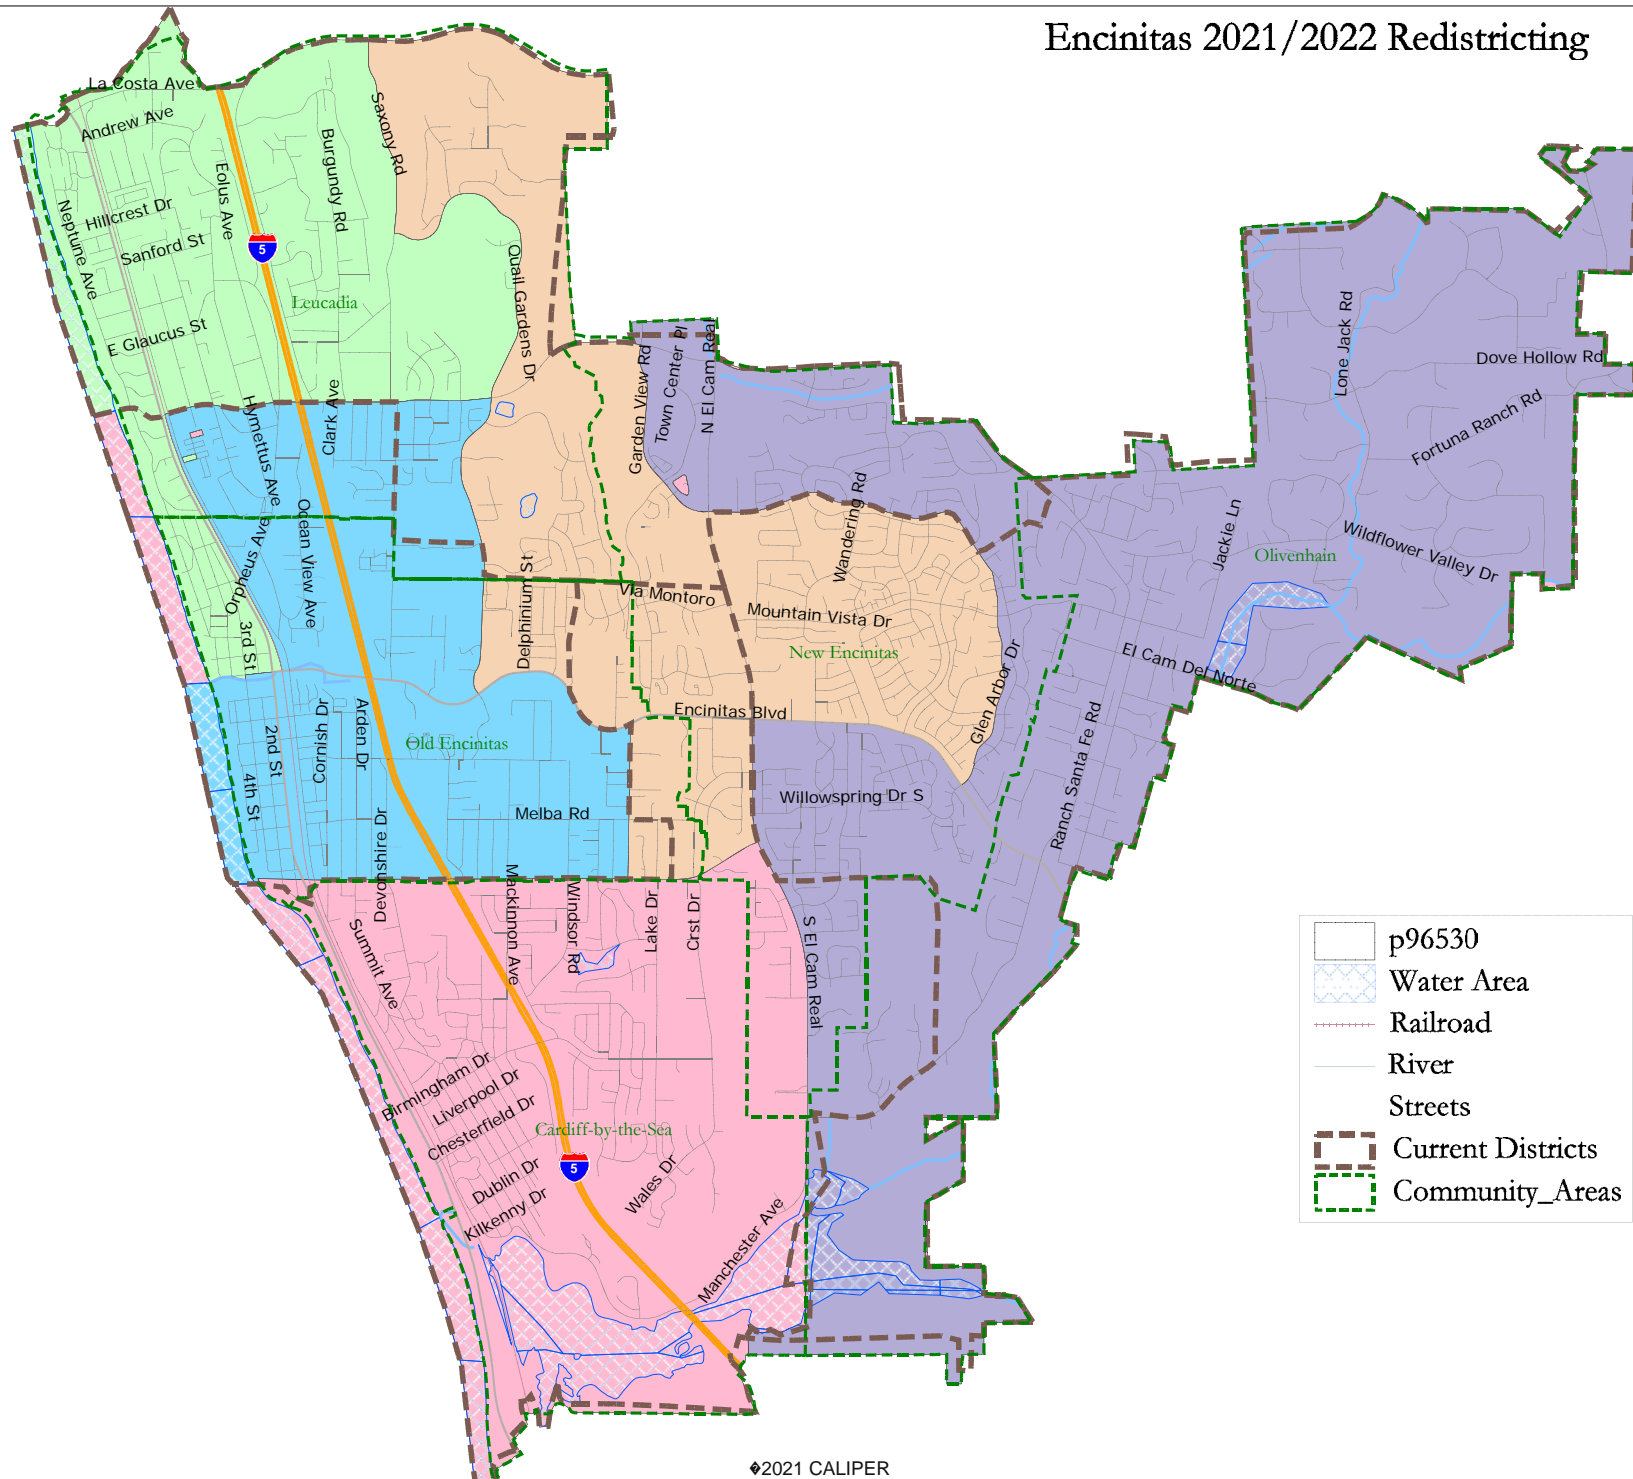 Encinitas 2021/2022 Redistricting
La Costa Ave
Andrew Ave
Saxony Rd
Burgundy Rd
Eolus Ave
Neptune Ave
Hillcrest Dr
Sanford St
5
Leucadia
Quail Gardens Dr
E Glaucus St
Clark Ave
Hymettus Ave
Garden View Rd
Town Center Pl
N El Cam Real
Lone Jack Rd
Dove Hollow Rd
Fortuna Ranch Rd
Wandering Rd
Ocean View Ave
Orpheus Ave
Jackie Ln
Olivenhain
Wildflower Valley Dr
3rd St
Delphinium St
Via Montoro
Mountain Vista Dr
New Encinitas
El Cam Del Norte
Glen Arbor Dr
Encinitas Blvd
2nd St
Cornish Dr
Arden Dr
Old Encinitas
4th St
Ranch Santa Fe Rd
Willowspring Dr S
Melba Rd
Devonshire Dr
Mackinnon Ave
Windsor Rd
Lake Dr
Crst Dr
S El Cam Real
Summit Ave
Birmingham Dr
Liverpool Dr
Chesterfield Dr
Cardiff-by-the-Sea
5
Dublin Dr
Kilkenny Dr
Wales Dr
Manchester Ave
p96530
Water Area
Railroad
River
Streets
Current Districts
Community_Areas
�2021 CALIPER